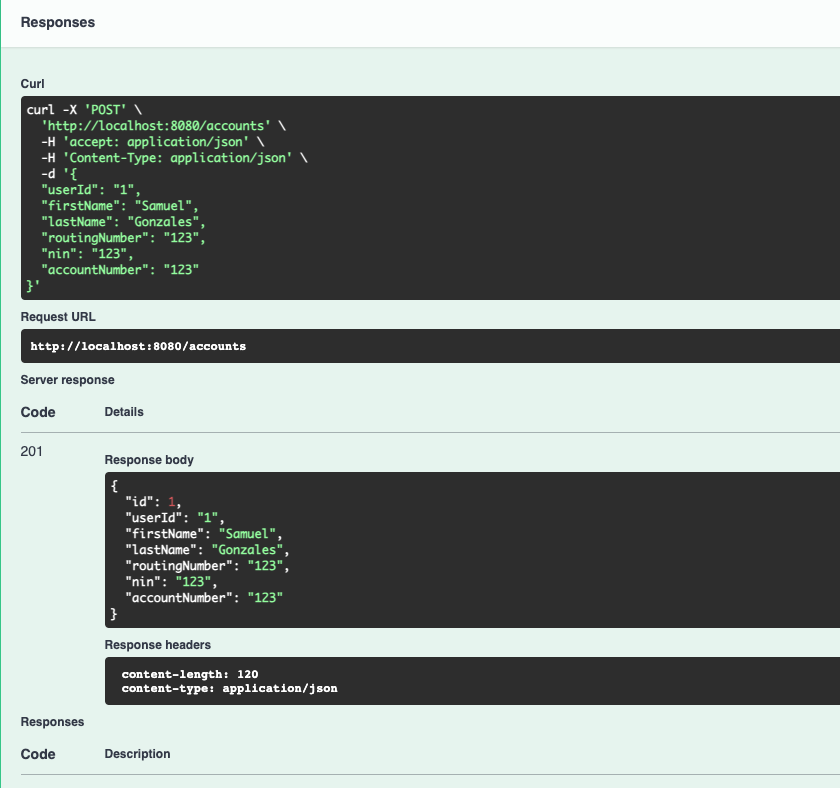 Responses
Curl
curl -X 'POST' \
  'http://localhost:8080/accounts' \
  -H 'accept: application/json' \
  -H 'Content-Type: application/json' \
  -d '{
  "userId": "1",
  "firstName": "Samuel",
  "lastName": "Gonzales",
  "routingNumber": "123",
  "nin": "123",
  "accountNumber": "123"
}'
Request URL
http://localhost:8080/accounts
Server response
Code Details
201
Response body
{
  "id": 1,
  "userId": "1",
  "firstName": "Samuel",
  "lastName": "Gonzales",
  "routingNumber": "123",
  "nin": "123",
  "accountNumber": "123"
}
Response headers
content-length: 120
content-type: application/json
Responses
Code Description